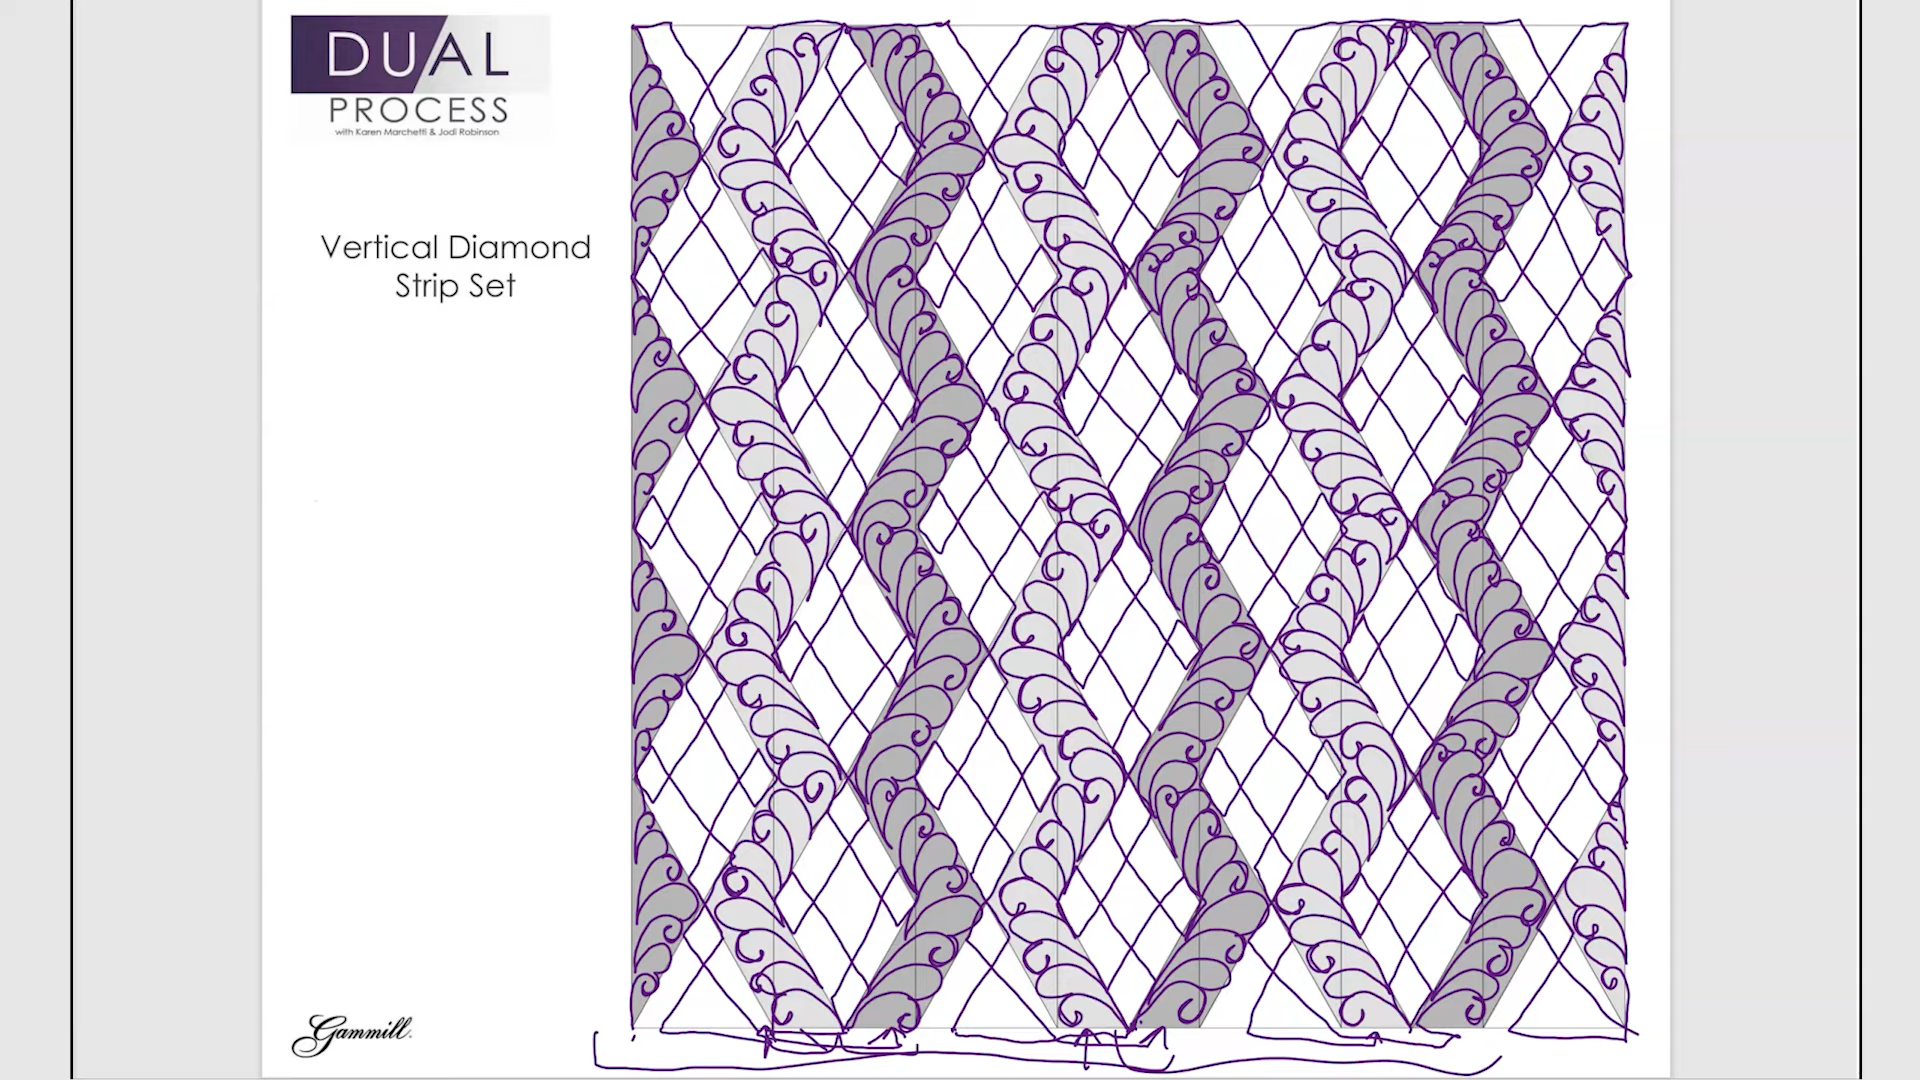 DUAL
PROCESS
with Karen Marchetti & Jodi Robinson
Vertical Diamond
Strip Set
Gammill.